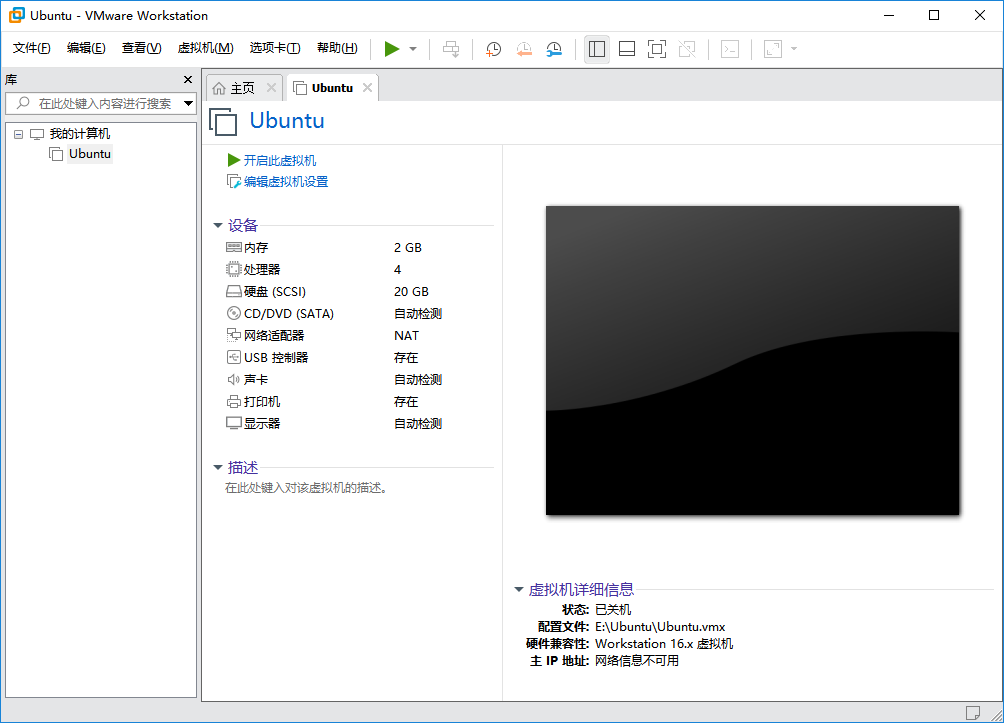 Ubuntu - VMware Workstation
文件(F) 编辑(E) 查看(V) 虚拟机(M) 选项卡(T) 帮助(H)
库
在此处键入内容进行搜索
我的计算机
Ubuntu
主页 Ubuntu
Ubuntu
开启此虚拟机
编辑虚拟机设置
设备
内存 2 GB
处理器 4
硬盘 (SCSI) 20 GB
CD/DVD (SATA) 自动检测
网络适配器 NAT
USB 控制器 存在
声卡 自动检测
打印机 存在
显示器 自动检测
描述
在此处键入对该虚拟机的描述。
虚拟机详细信息
状态: 已关机
配置文件: E:\Ubuntu\Ubuntu.vmx
硬件兼容性: Workstation 16.x 虚拟机
主 IP 地址: 网络信息不可用